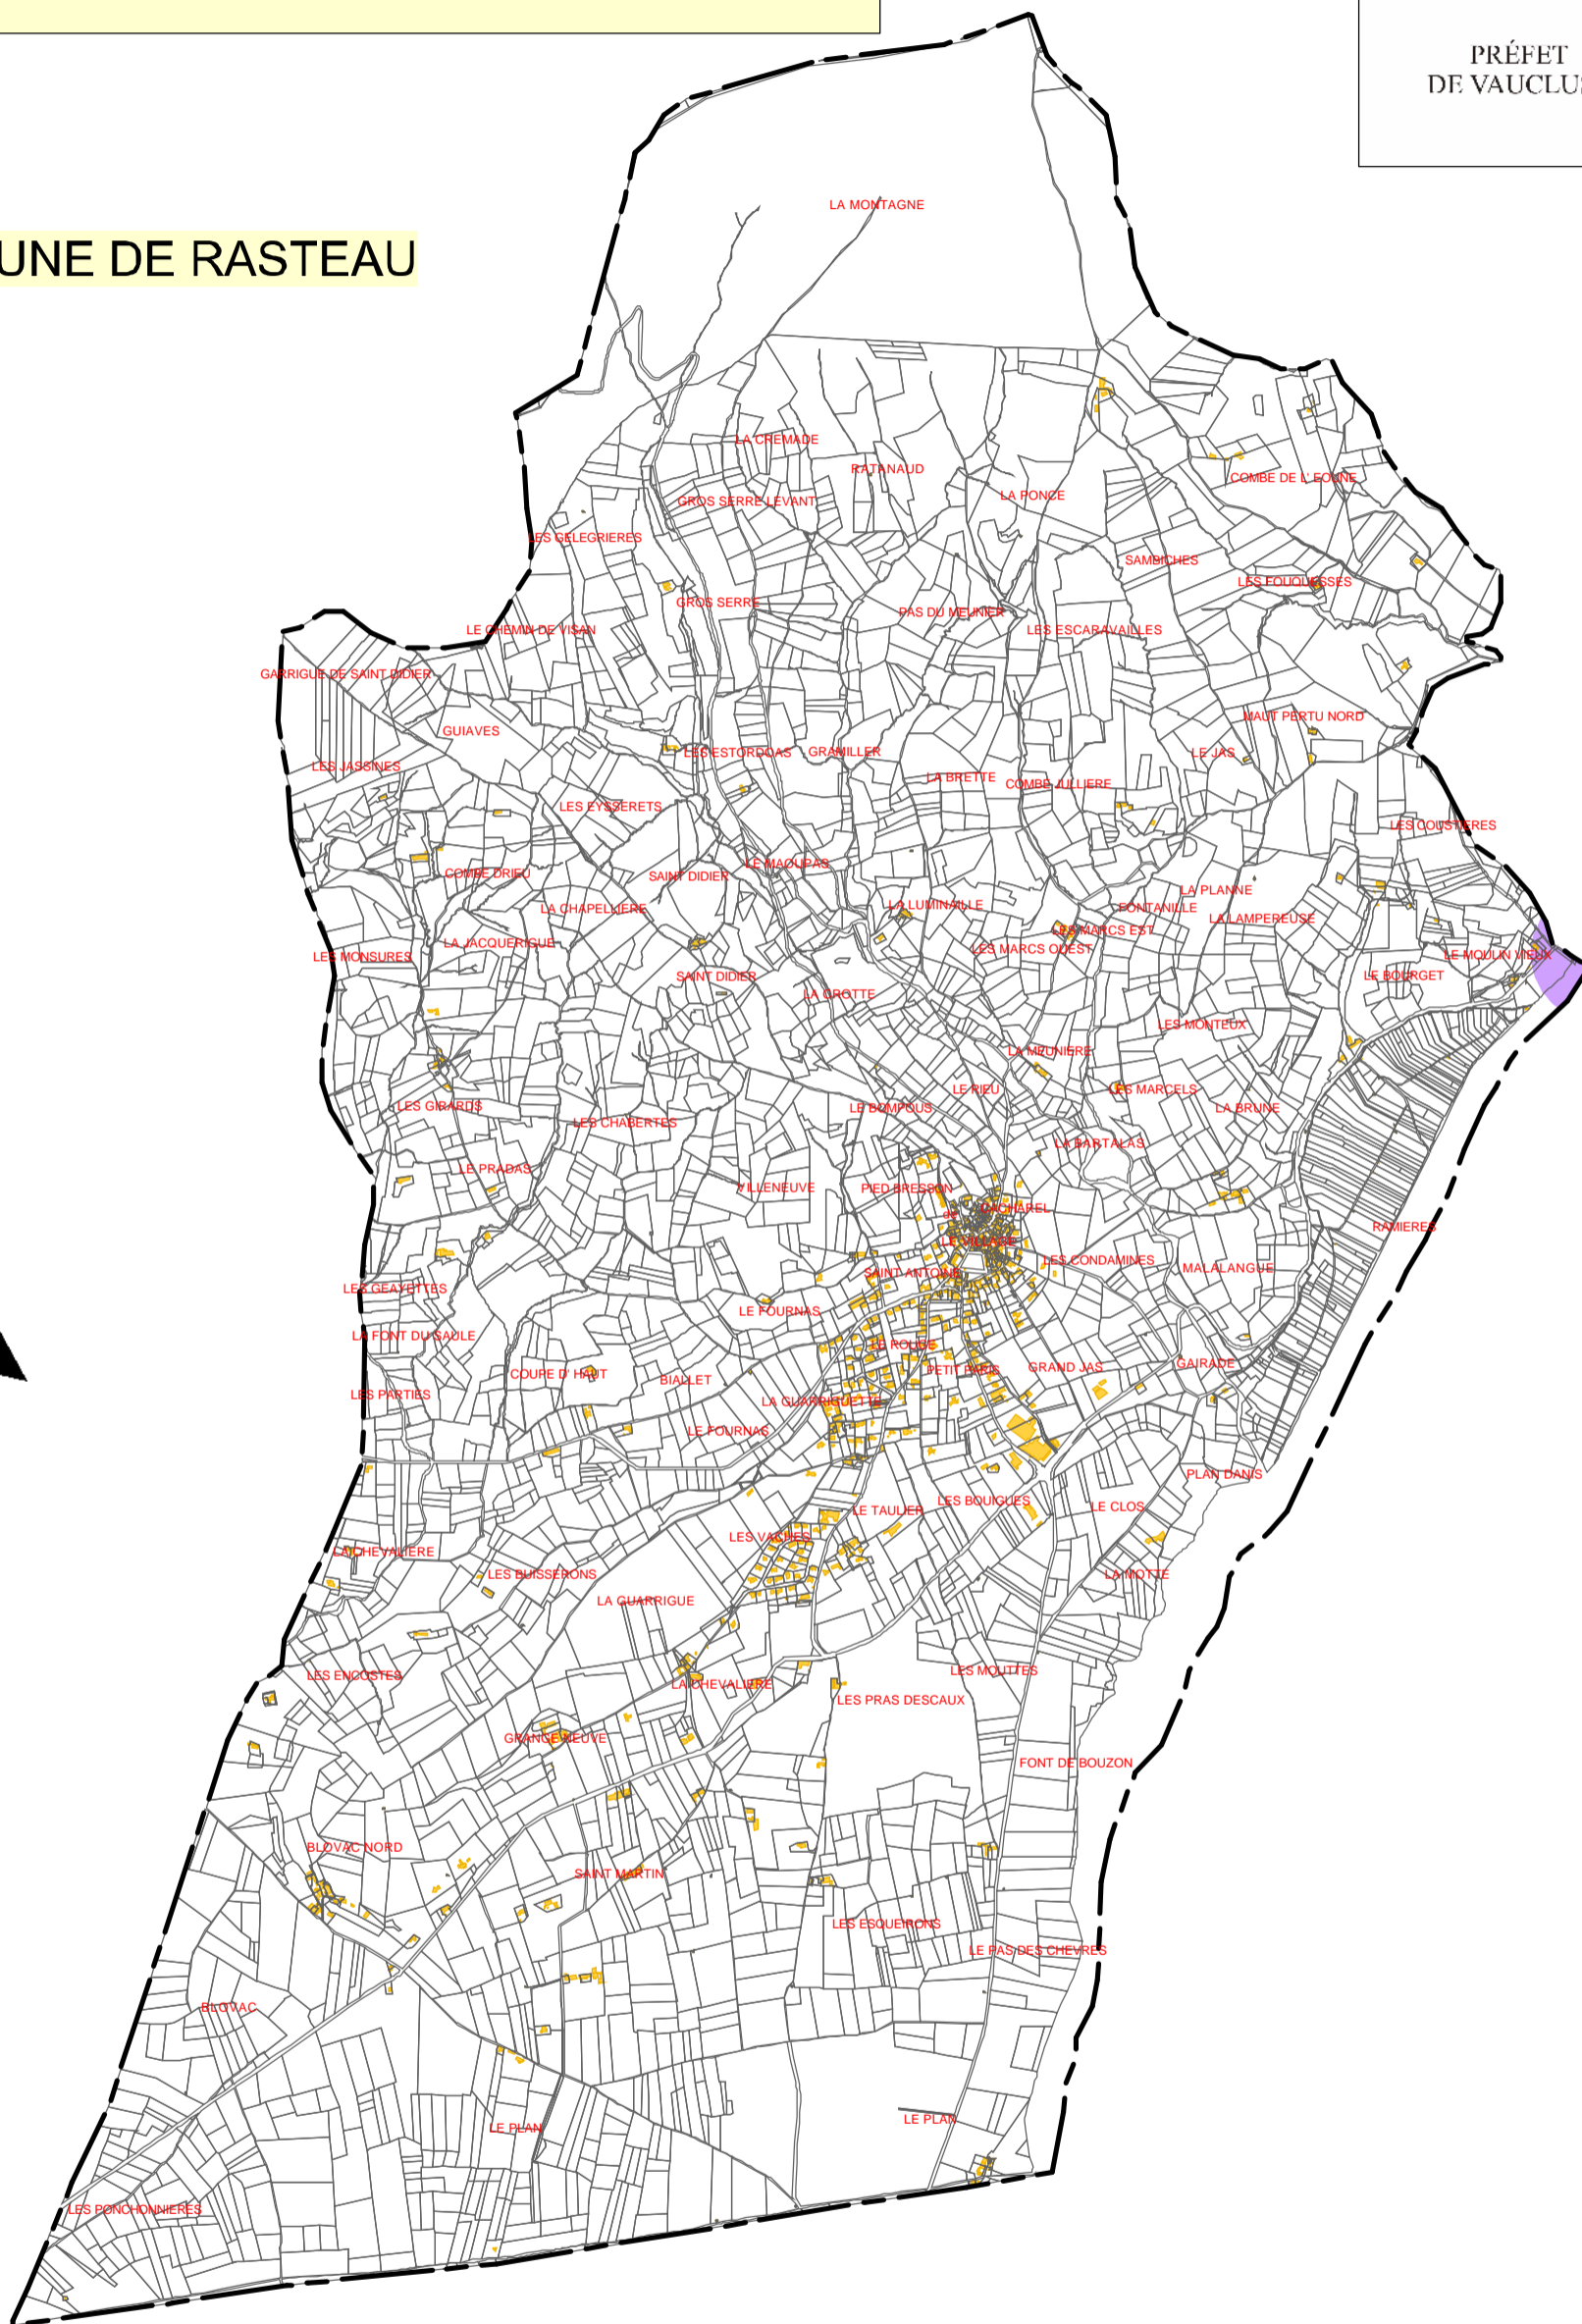 PRÉFET
DE VAUCLUS
UNE DE RASTEAU
LA MONTAGNE
LA CREMADE
RATANAUD
COMBE DE L' EOUNE
LA PONCE
GROS SERRE LEVANT
LES GELEGRIERES
SAMBICHES
LES FOUQUESSES
GROS SERRE
PAS DU MEUNIER
LE CHEMIN DE VISAN
LES ESCARAVAILLES
GARRIGUE DE SAINT DIDIER
MAUT PERTU NORD
GUIAVES
LES ESTORDOAS
GRAMILLER
LE JAS
LES JASSINES
LA BRETTE
COMBE JULLIERE
LES EYSSERETS
LES COUSTIERES
LE MAOUPAS
COMBE DRIEU
SAINT DIDIER
LA PLANNE
LA CHAPELLIERE
LA LUMINAILLE
FONTANILLE
LA LAMPEREUSE
LES MARCS EST
LA JACQUERIGUE
LES MARCS OUEST
LES MONSURES
LE MOULIN VIEUX
SAINT DIDIER
LE BOURGET
LA GROTTE
LES MONTEUX
LA MEUNIERE
LE RIEU
LES MARCELS
LES GIRARDS
LE BOMPOUS
LA BRUNE
LES CHABERTES
LA BARTALAS
LE PRADAS
VILLENEUVE
PIED BRESSON
CACHAREL
de
RAMIERES
LE VILLAGE
LES CONDAMINES
MALALANGUE
SAINT ANTOINE
LES GEAYETTES
LE FOURNAS
LA FONT DU SAULE
LE ROUGE
GAIRADE
PETIT PARIS
GRAND JAS
COUPE D' HAUT
BIALLET
LES PARTIES
LA GUARRIGUETTE
LE FOURNAS
PLAN DANIS
LES BOUIGUES
LE CLOS
LE TAULIER
LES VACHES
LA CHEVALIERE
LES BUISSERONS
LA MOTTE
LA GUARRIGUE
LES MOUTTES
LES ENCOSTES
LA CHEVALIERE
LES PRAS DESCAUX
GRANGE NEUVE
FONT DE BOUZON
BLOVAC NORD
SAINT MARTIN
LES ESQUEIRONS
LE PAS DES CHEVRES
BLOVAC
LE PLAN
LE PLAN
LES PONCHONNIERES